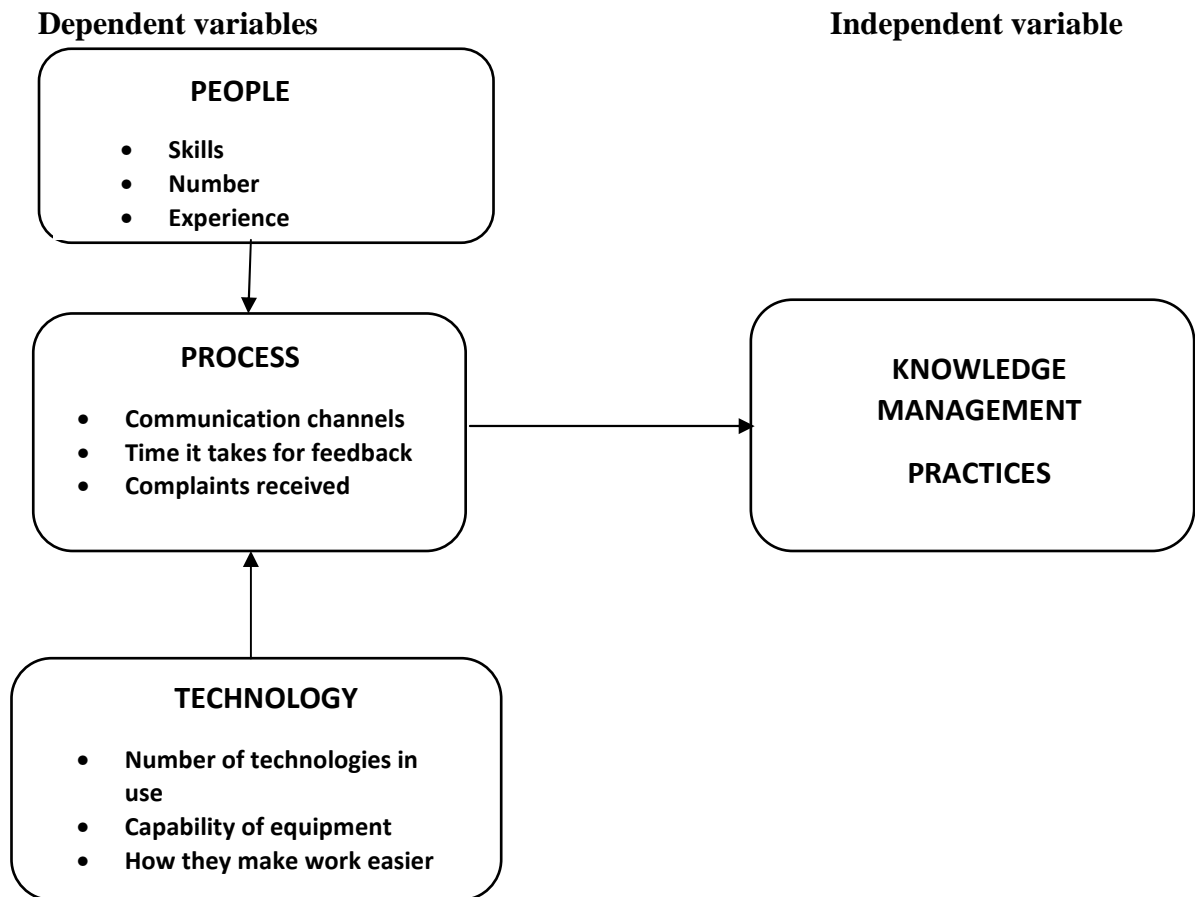 Dependent variables
Independent variable
PEOPLE
• Skills
• Number
• Experience
PROCESS
• Communication channels
• Time it takes for feedback
• Complaints received
KNOWLEDGE
MANAGEMENT
PRACTICES
TECHNOLOGY
• Number of technologies in
use
• Capability of equipment
• How they make work easier